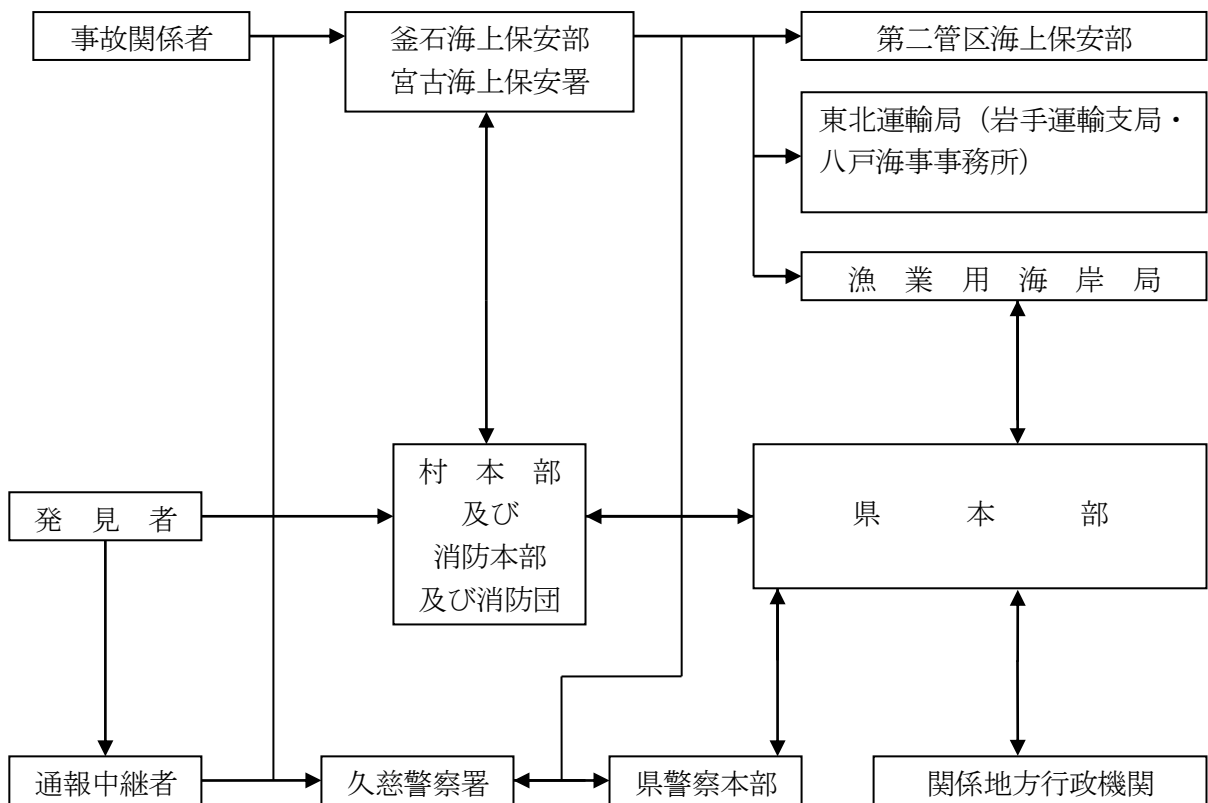 事故関係者
釜石海上保安部
宮古海上保安署
第二管区海上保安部
東北運輸局（岩手運輸支局・
八戸海事事務所）
漁業用海岸局
村本部
及び
消防本部
及び消防団
発見者
県本部
通報中継者
久慈警察署
県警察本部
関係地方行政機関